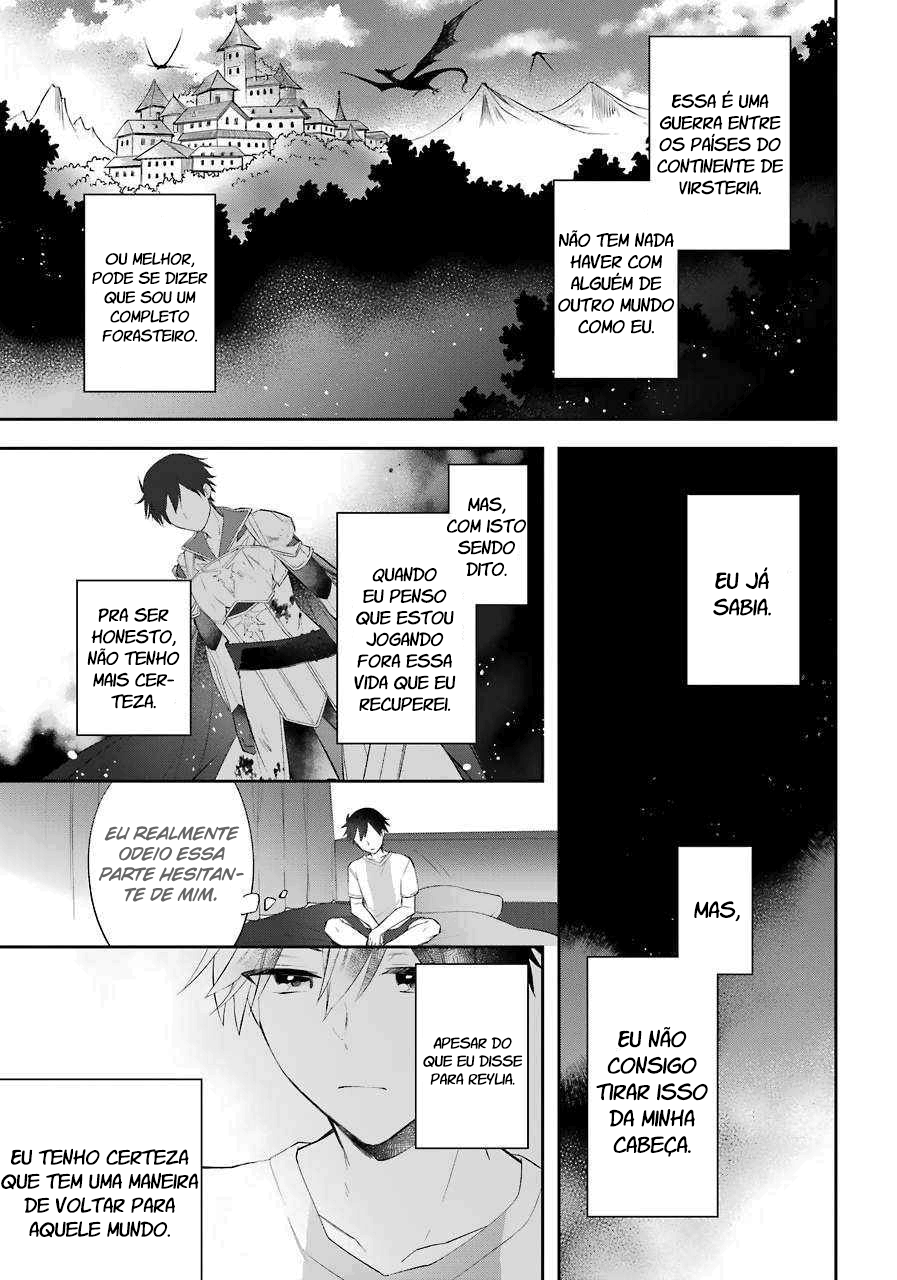 ESSA É UMA
GUERRA ENTRE
OS PAÍSES DO
CONTINENTE DE
VIRSTERIA.
NÃO TEM NADA
HAVER COM
ALGUÉM DE
OUTRO MUNDO
COMO EU.
OU MELHOR,
PODE SE DIZER
QUE SOU UM
COMPLETO
FORASTEIRO.
EU JÁ
SABIA.
MAS,
EU NÃO
CONSIGO
TIRAR ISSO
DA MINHA
CABEÇA.
MAS,
COM ISTO
SENDO
DITO.
QUANDO
EU PENSO
QUE ESTOU
JOGANDO
FORA ESSA
VIDA QUE EU
RECUPEREI.
PRA SER
HONESTO,
NÃO TENHO
MAIS CER-
TEZA.
EU REALMENTE
ODEIO ESSA
PARTE HESITAN-
TE DE MIM.
APESAR DO
QUE EU DISSE
PARA REYLIA.
EU TENHO CERTEZA
QUE TEM UMA MANEIRA
DE VOLTAR PARA
AQUELE MUNDO.